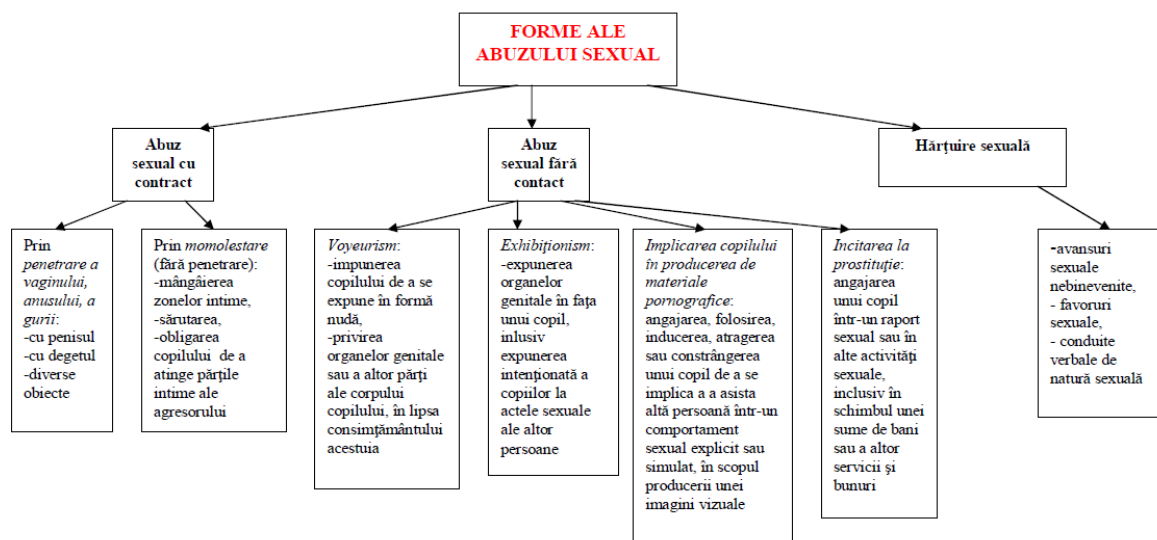 FORME ALE
ABUZULUI SEXUAL
Abuz
sexual cu
contract
Abuz
sexual fără
contact
Hărțuire sexuală
Prin
penetrare a
vaginului,
anusului, a
gurii:
-cu penisul
-cu degetul
-diverse
obiecte
Prin momolestare
(fără penetrare):
-mângâierea
zonelor intime,
-sărutarea,
-obligarea
copilului de a
atinge părțile
intime ale
agresorului
Voyeurism:
-impunerea
copilului de a se
expune în formă
nudă,
-privirea
organelor genitale
sau a altor părți
ale corpului
copilului, în lipsa
consimțământului
acestuia
Exhibiționism:
-expunerea
organelor
genitale în fața
unui copil,
inlusiv
expunerea
intenționată a
copiilor la
actele sexuale
ale altor
persoane
Implicarea copilului
în producerea de
materiale
pornografice:
angajarea, folosirea,
inducerea, atragerea
sau constrângerea
unui copil de a se
implica a a asista
altă persoană într-un
comportament
sexual explicit sau
simulat, în scopul
producerii unei
imagini vizuale
Incitarea la
prostituție:
angajarea
unui copil
într-un raport
sexual sau în
alte activități
sexuale,
inclusiv în
schimbul unei
sume de bani
sau a altor
servicii și
bunuri
-avansuri
sexuale
nebinevenite,
- favoruri
sexuale,
- conduite
verbale de
natură sexuală